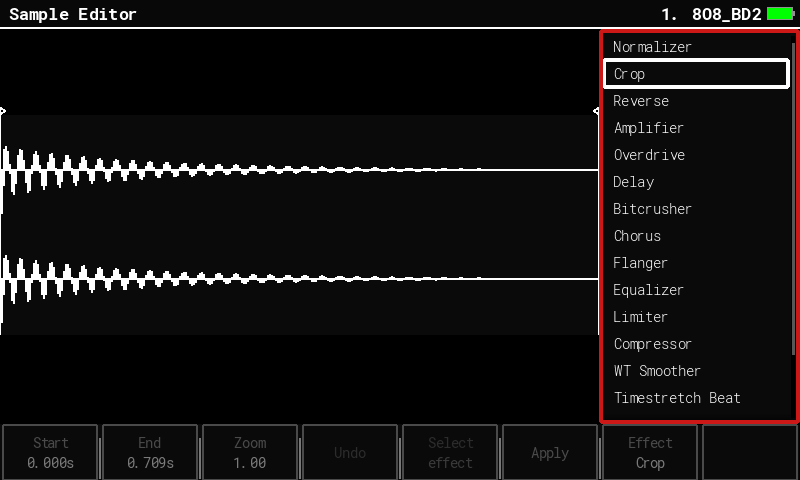 Sample Editor
1. 808_BD2
Normalizer
Crop
Reverse
Amplifier
Overdrive
Delay
Bitcrusher
Chorus
Flanger
Equalizer
Limiter
Compressor
WT Smoother
Timestretch Beat
Start
0.000s
End
0.709s
Zoom
1.00
Undo
Select
effect
Apply
Effect
Crop